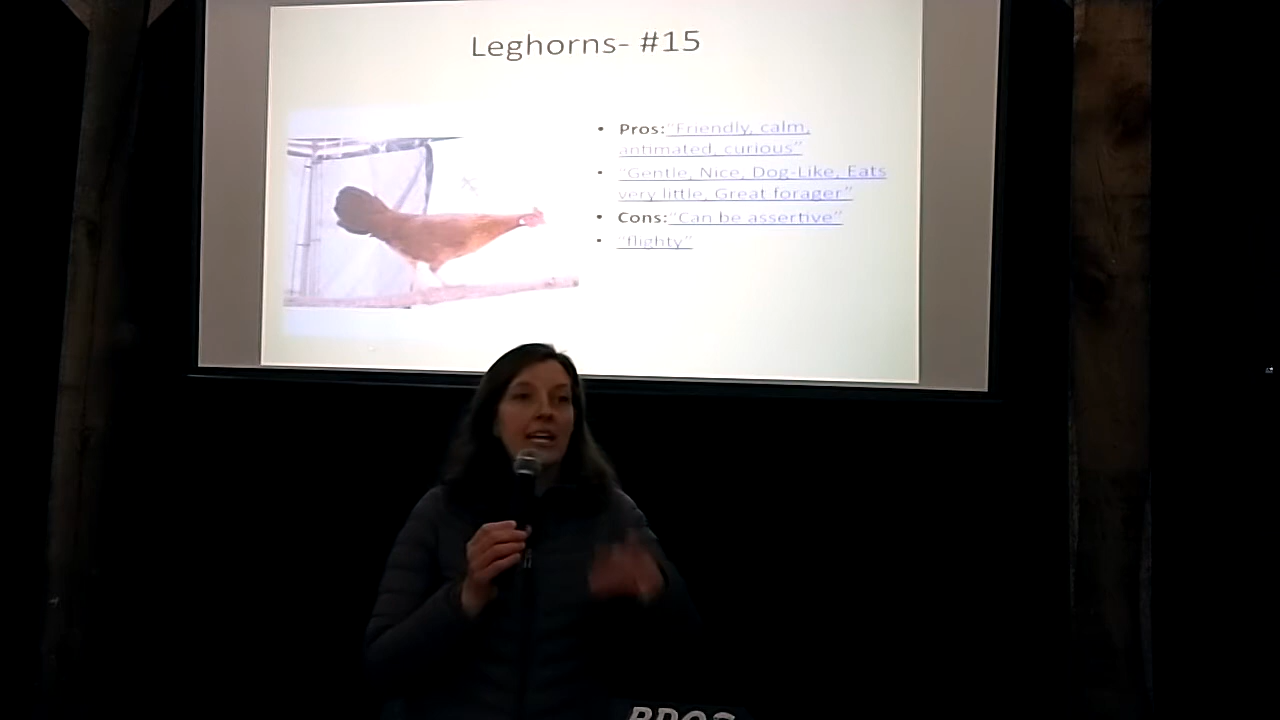 Leghorns- #15
• Pros:"Friendly, calm,
antimated, curious"
• "Gentle, Nice, Dog-Like, Eats
very little, Great forager"
• Cons:"Can be assertive"
• "flighty"